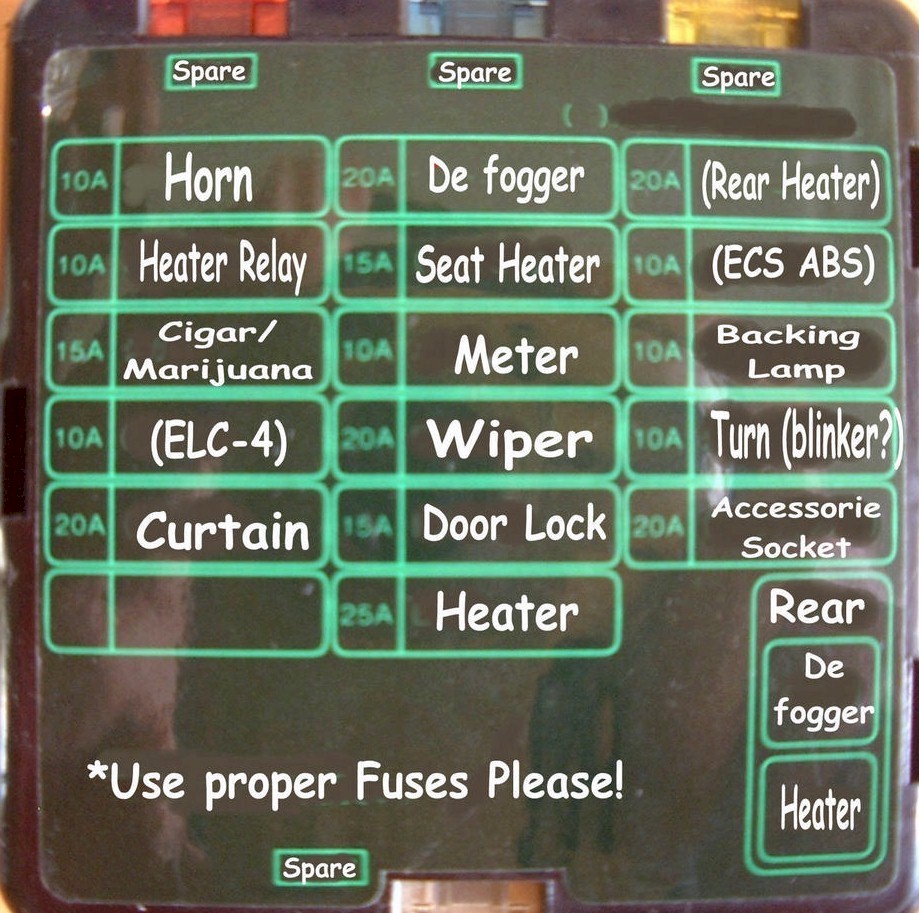 Spare Spare Spare
( )
10A Horn 20A De fogger 20A (Rear Heater)
10A Heater Relay 15A Seat Heater 10A (ECS ABS)
15A Cigar/ Marijuana 10A Meter 10A Backing Lamp
10A (ELC-4) 20A Wiper 10A Turn (blinker?)
20A Curtain 15A Door Lock 20A Accessorie Socket
25A Heater
Rear
De
fogger
Heater
*Use proper Fuses Please!
Spare